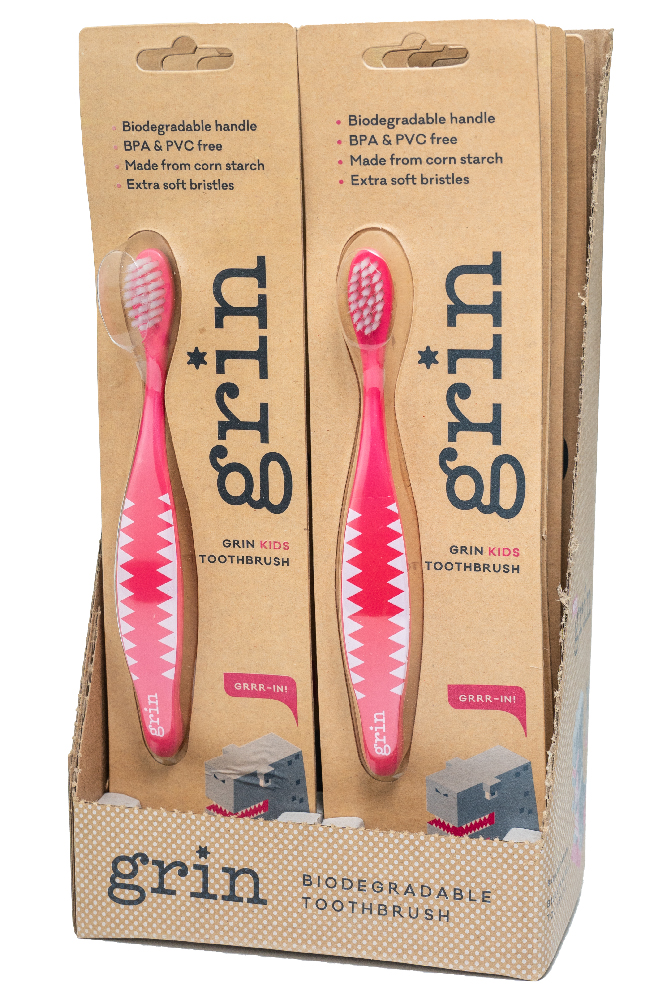 Biodegradable handle
BPA & PVC free
Made from corn starch
Extra soft bristles
grin
GRIN KIDS
TOOTHBRUSH
grin
GRRR-IN!
Biodegradable handle
BPA & PVC free
Made from corn starch
Extra soft bristles
grin
GRIN KIDS
TOOTHBRUSH
grin
GRRR-IN!
grin
BIODEGRADABLE
TOOTHBRUSH